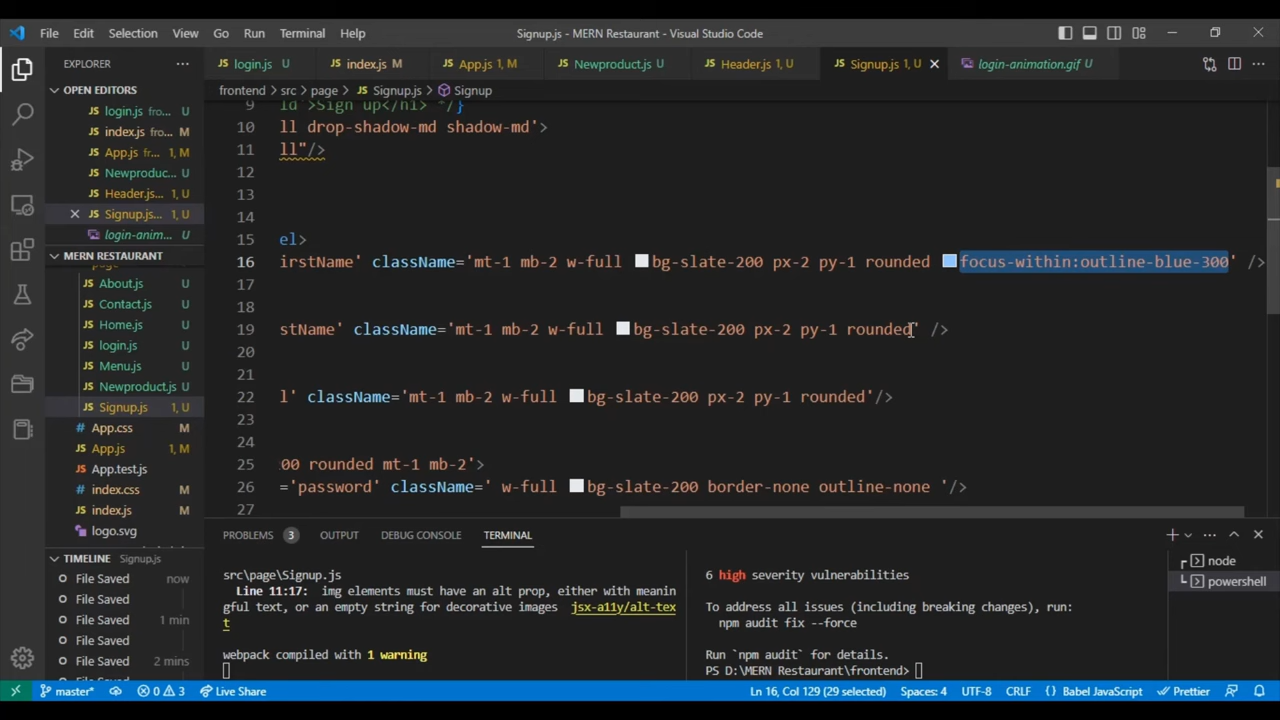 File Edit Selection View Go Run Terminal Help
Signup.js - MERN Restaurant - Visual Studio Code
EXPLORER
login.js U
index.js M
App.js 1, M
Newproduct.js U
Header.js 1, U
Signup.js 1, U
login-animation.gif U
OPEN EDITORS
login.js fro... U
index.js fro... M
App.js fr... 1, M
Newproduc... U
Header.js... 1, U
Signup.js... 1, U
login-anim... U
MERN RESTAURANT
page
About.js U
Contact.js U
Home.js U
login.js U
Menu.js U
Newproduct.js U
Signup.js 1, U
App.css M
App.js 1, M
App.test.js
index.css M
index.js M
logo.svg
TIMELINE Signup.js
File Saved now
File Saved
File Saved 1 min
File Saved
File Saved 2 mins
frontend > src > page > Signup.js > Signup
9 ld'>Sign up</h1> */}
10 ll drop-shadow-md shadow-md'>
11 ll"/>
12
13
14
15 el>
16 irstName' className='mt-1 mb-2 w-full bg-slate-200 px-2 py-1 rounded focus-within:outline-blue-300' />
17
18
19 stName' className='mt-1 mb-2 w-full bg-slate-200 px-2 py-1 rounded' />
20
21
22 l' className='mt-1 mb-2 w-full bg-slate-200 px-2 py-1 rounded'/>
23
24
25 00 rounded mt-1 mb-2'>
26 ='password' className=' w-full bg-slate-200 border-none outline-none '/>
27
PROBLEMS 3 OUTPUT DEBUG CONSOLE TERMINAL
src\page\Signup.js
Line 11:17: img elements must have an alt prop, either with meanin
gful text, or an empty string for decorative images jsx-a11y/alt-tex
t
webpack compiled with 1 warning
6 high severity vulnerabilities
To address all issues (including breaking changes), run:
npm audit fix --force
Run `npm audit` for details.
PS D:\MERN Restaurant\frontend>
node
powershell
master* 0 3 Live Share
Ln 16, Col 129 (29 selected) Spaces: 4 UTF-8 CRLF {} Babel JavaScript Prettier